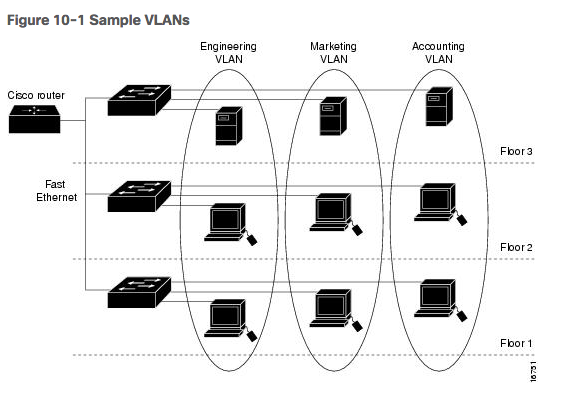 Figure 10-1 Sample VLANs
Engineering
VLAN
Marketing
VLAN
Accounting
VLAN
Cisco router
Floor 3
Fast
Ethernet
Floor 2
Floor 1
16751